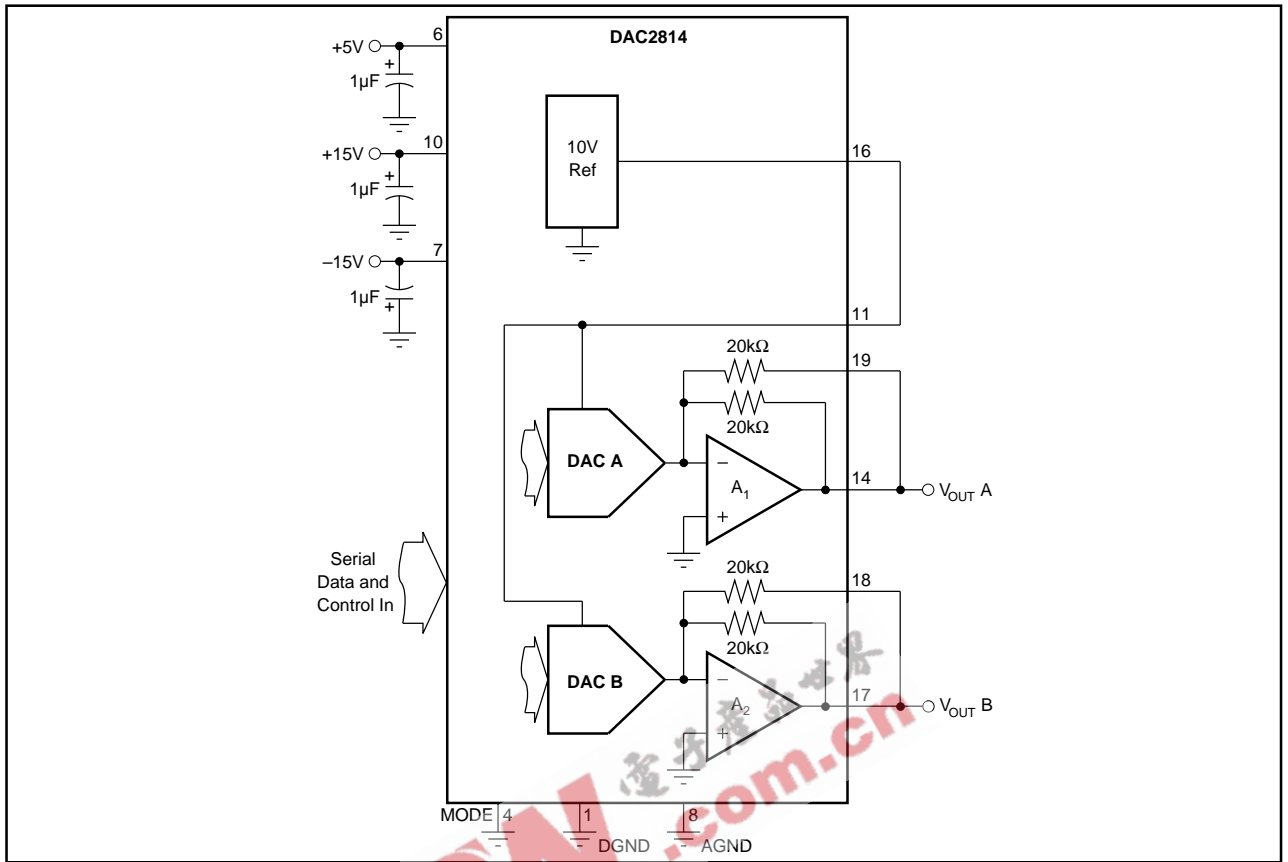 DAC2814
+5V
6
+
1µF
+15V
10
+
1µF
–15V
7
1µF
+
10V
Ref
16
11
20kΩ
19
20kΩ
DAC A
–
A1
+
14
VOUT A
Serial
Data and
Control In
20kΩ
18
20kΩ
DAC B
–
A2
+
17
VOUT B
MODE 4
1
DGND
8
AGND
.com.cn